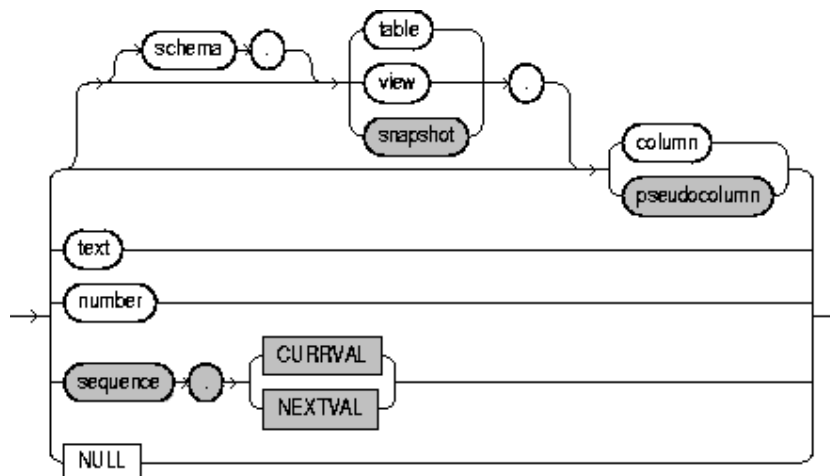 table
schema .
view .
snapshot
column
pseudocolumn
text
number
CURRVAL
sequence .
NEXTVAL
NULL